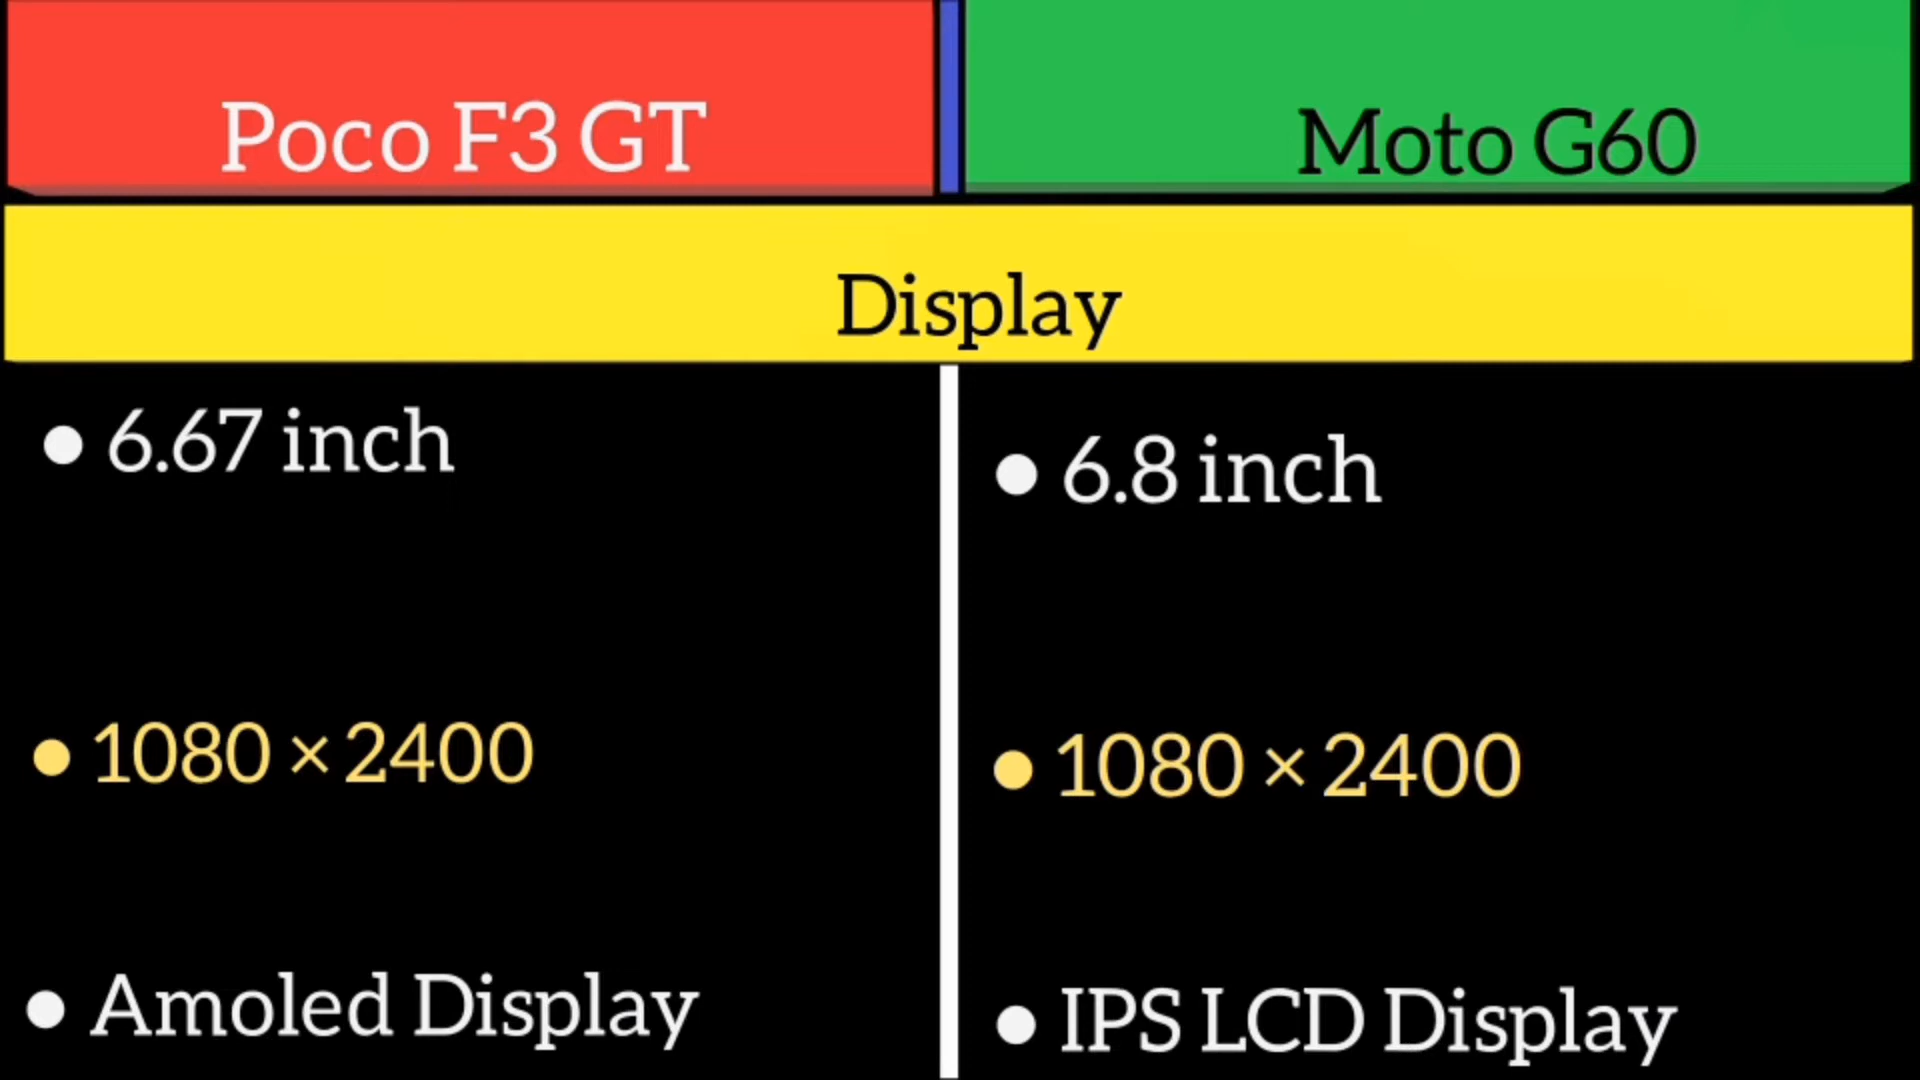 Poco F3 GT
Moto G60
Display
• 6.67 inch
• 6.8 inch
• 1080 × 2400
• 1080 × 2400
• Amoled Display
• IPS LCD Display